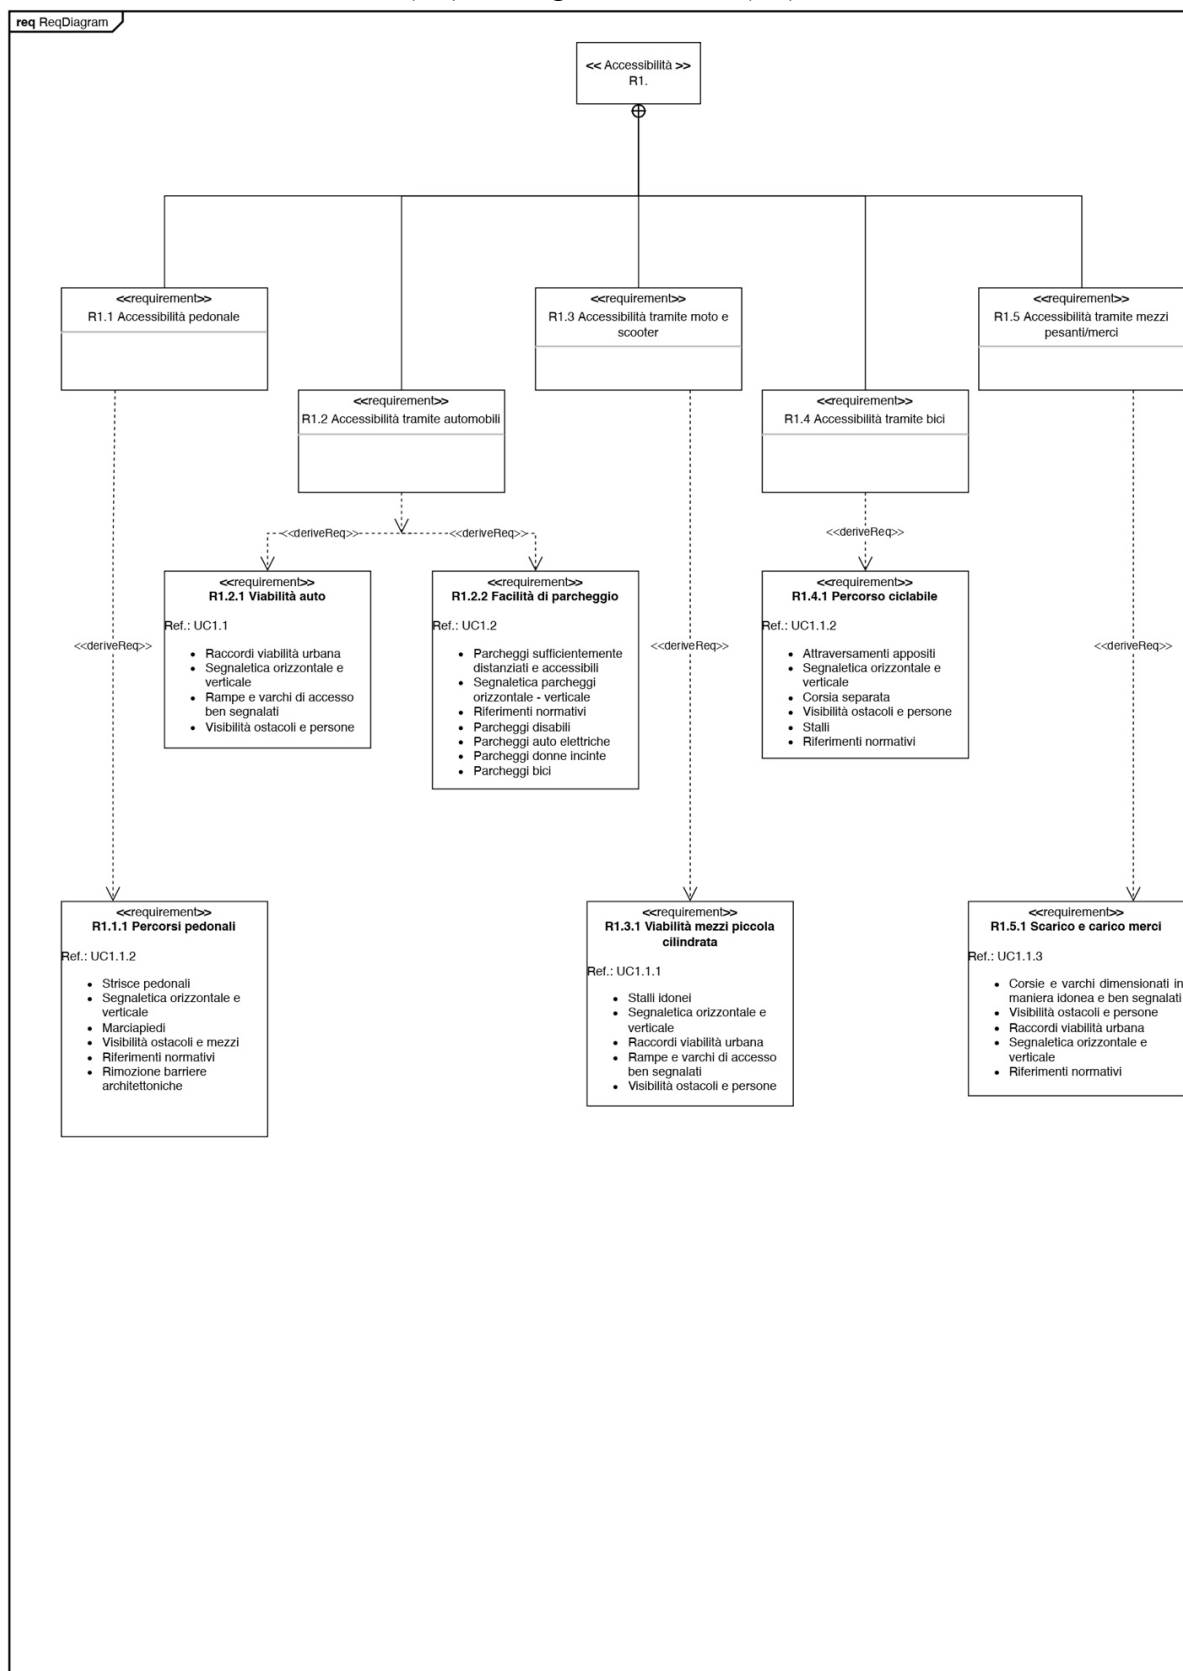 req ReqDiagram
<< Accessibilità >>
R1.
<<requirement>>
R1.1 Accessibilità pedonale
<<requirement>>
R1.3 Accessibilità tramite moto e
scooter
<<requirement>>
R1.5 Accessibilità tramite mezzi
pesanti/merci
<<requirement>>
R1.2 Accessibilità tramite automobili
<<requirement>>
R1.4 Accessibilità tramite bici
<<deriveReq>>
<<deriveReq>>
<<deriveReq>>
<<requirement>>
R1.2.1 Viabilità auto
Ref.: UC1.1
• Raccordi viabilità urbana
• Segnaletica orizzontale e
verticale
• Rampe e varchi di accesso
ben segnalati
• Visibilità ostacoli e persone
<<requirement>>
R1.2.2 Facilità di parcheggio
Ref.: UC1.2
• Parcheggi sufficientemente
distanziati e accessibili
• Segnaletica parcheggi
orizzontale - verticale
• Riferimenti normativi
• Parcheggi disabili
• Parcheggi auto elettriche
• Parcheggi donne incinte
• Parcheggi bici
<<requirement>>
R1.4.1 Percorso ciclabile
Ref.: UC1.1.2
• Attraversamenti appositi
• Segnaletica orizzontale e
verticale
• Corsia separata
• Visibilità ostacoli e persone
• Stalli
• Riferimenti normativi
<<deriveReq>>
<<deriveReq>>
<<deriveReq>>
<<requirement>>
R1.1.1 Percorsi pedonali
Ref.: UC1.1.2
• Strisce pedonali
• Segnaletica orizzontale e
verticale
• Marciapiedi
• Visibilità ostacoli e mezzi
• Riferimenti normativi
• Rimozione barriere
architettoniche
<<requirement>>
R1.3.1 Viabilità mezzi piccola
cilindrata
Ref.: UC1.1.1
• Stalli idonei
• Segnaletica orizzontale e
verticale
• Raccordi viabilità urbana
• Rampe e varchi di accesso
ben segnalati
• Visibilità ostacoli e persone
<<requirement>>
R1.5.1 Scarico e carico merci
Ref.: UC1.1.3
• Corsie e varchi dimensionati in
maniera idonea e ben segnalati
• Visibilità ostacoli e persone
• Raccordi viabilità urbana
• Segnaletica orizzontale e
verticale
• Riferimenti normativi